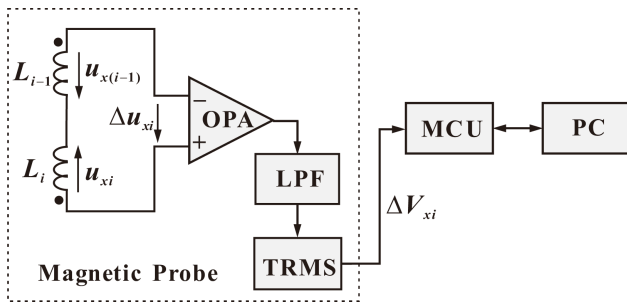 L_{i-1}
u_{x(i-1)}
Δu_{xi}
−
+
OPA
L_i
u_{xi}
LPF
TRMS
Magnetic Probe
ΔV_{xi}
MCU
PC